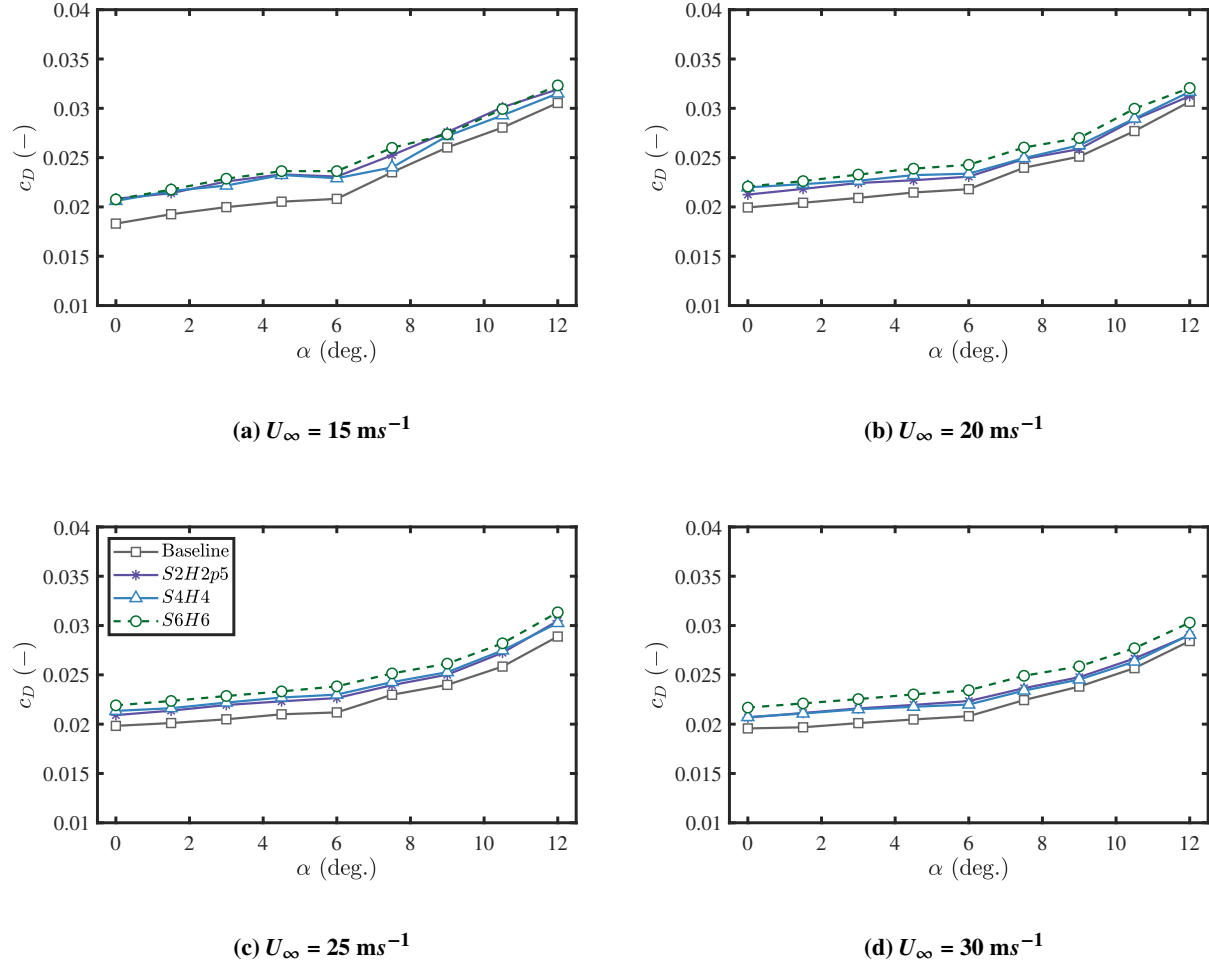 0.04
0.035
0.03
0.025
0.02
0.015
0.01
c_D (−)
0 2 4 6 8 10 12
α (deg.)
(a) U∞ = 15 ms−1
0.04
0.035
0.03
0.025
0.02
0.015
0.01
c_D (−)
0 2 4 6 8 10 12
α (deg.)
(b) U∞ = 20 ms−1
0.04
0.035
0.03
0.025
0.02
0.015
0.01
c_D (−)
Baseline
S2H2p5
S4H4
S6H6
0 2 4 6 8 10 12
α (deg.)
(c) U∞ = 25 ms−1
0.04
0.035
0.03
0.025
0.02
0.015
0.01
c_D (−)
0 2 4 6 8 10 12
α (deg.)
(d) U∞ = 30 ms−1